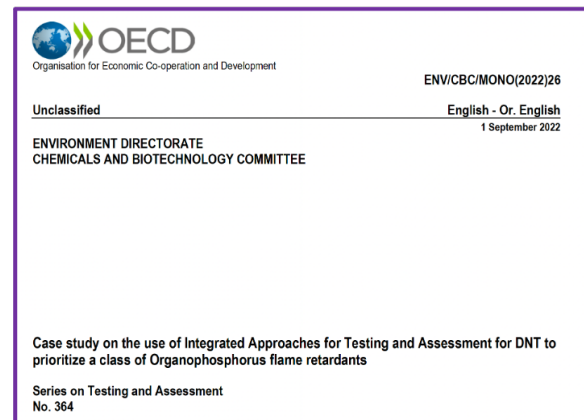 OECD
Organisation for Economic Co-operation and Development
ENV/CBC/MONO(2022)26
Unclassified English - Or. English
1 September 2022
ENVIRONMENT DIRECTORATE
CHEMICALS AND BIOTECHNOLOGY COMMITTEE
Case study on the use of Integrated Approaches for Testing and Assessment for DNT to
prioritize a class of Organophosphorus flame retardants
Series on Testing and Assessment
No. 364